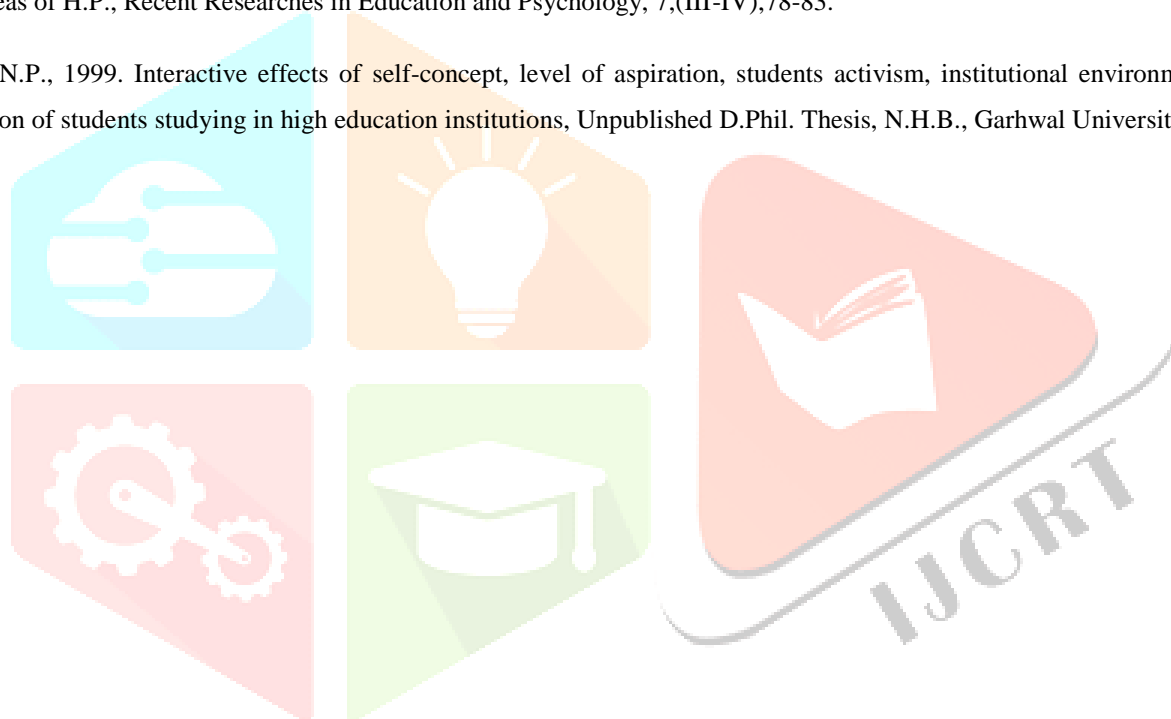 eas of H.P., Recent Researches in Education and Psychology, 7,(III-IV),78-83.
N.P., 1999. Interactive effects of self-concept, level of aspiration, students activism, institutional environm
on of students studying in high education institutions, Unpublished D.Phil. Thesis, N.H.B., Garhwal Universit
IJCRT